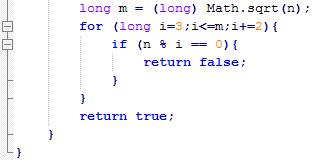 long m = (long) Math.sqrt(n);
for (long i=3;i<=m;i+=2){
if (n % i == 0){
return false;
}
}
return true;
}
}